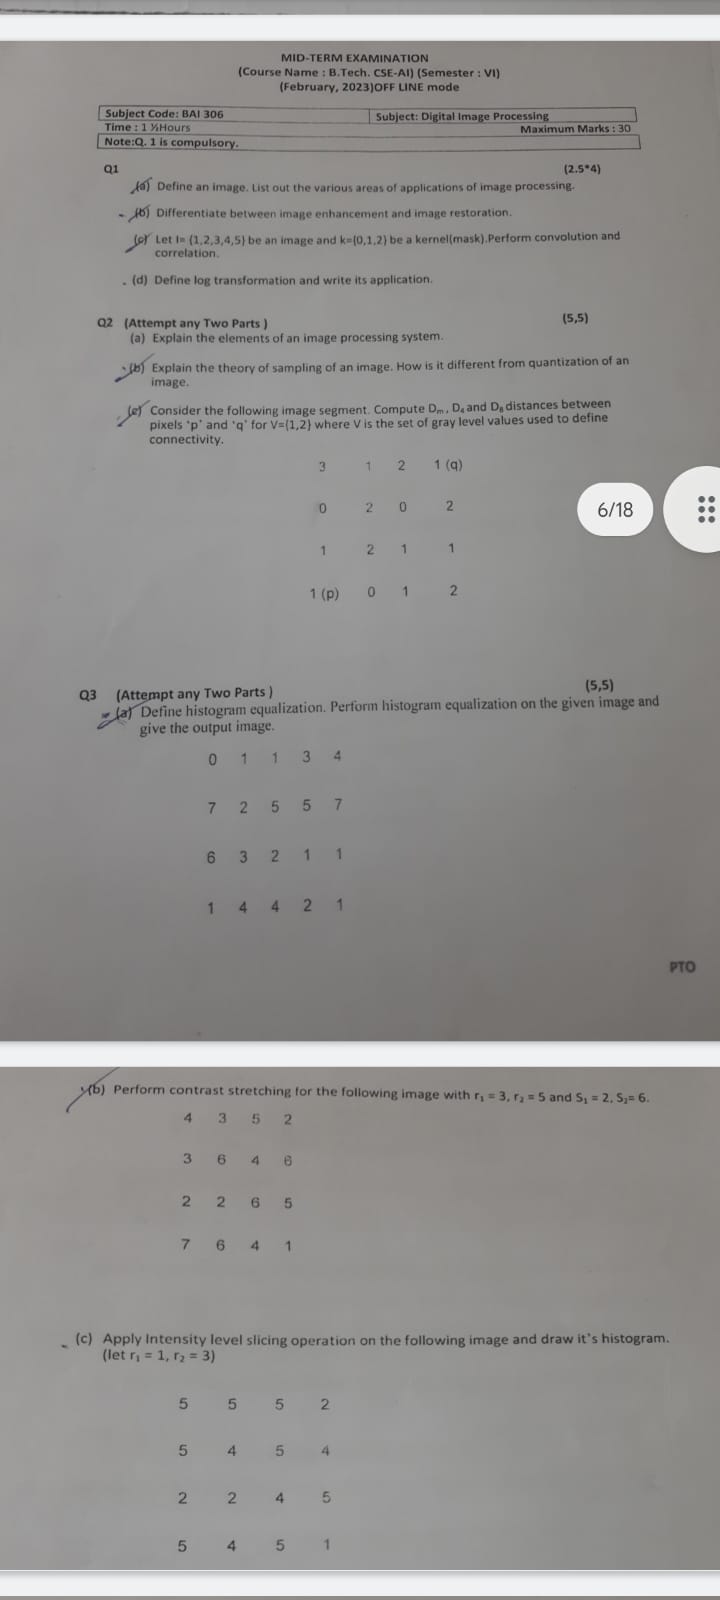 MID-TERM EXAMINATION
(Course Name : B.Tech. CSE-AI) (Semester : VI)
(February, 2023)OFF LINE mode
Subject Code: BAI 306 Subject: Digital Image Processing
Time : 1 ½Hours Maximum Marks : 30
Note:Q. 1 is compulsory.
Q1 (2.5*4)
(a) Define an image. List out the various areas of applications of image processing.
(b) Differentiate between image enhancement and image restoration.
(c) Let I= {1,2,3,4,5} be an image and k={0,1,2} be a kernel(mask).Perform convolution and
correlation.
(d) Define log transformation and write its application.
Q2 (Attempt any Two Parts ) (5,5)
(a) Explain the elements of an image processing system.
(b) Explain the theory of sampling of an image. How is it different from quantization of an
image.
(c) Consider the following image segment. Compute Dm, D4 and D8 distances between
pixels 'p' and 'q' for V={1,2} where V is the set of gray level values used to define
connectivity.
3 1 2 1 (q)
0 2 0 2
6/18
1 2 1 1
1 (p) 0 1 2
Q3 (Attempt any Two Parts ) (5,5)
(a) Define histogram equalization. Perform histogram equalization on the given image and
give the output image.
0 1 1 3 4
7 2 5 5 7
6 3 2 1 1
1 4 4 2 1
PTO
(b) Perform contrast stretching for the following image with r1 = 3, r2 = 5 and S1 = 2, S2= 6.
4 3 5 2
3 6 4 6
2 2 6 5
7 6 4 1
(c) Apply Intensity level slicing operation on the following image and draw it's histogram.
(let r1 = 1, r2 = 3)
5 5 5 2
5 4 5 4
2 2 4 5
5 4 5 1